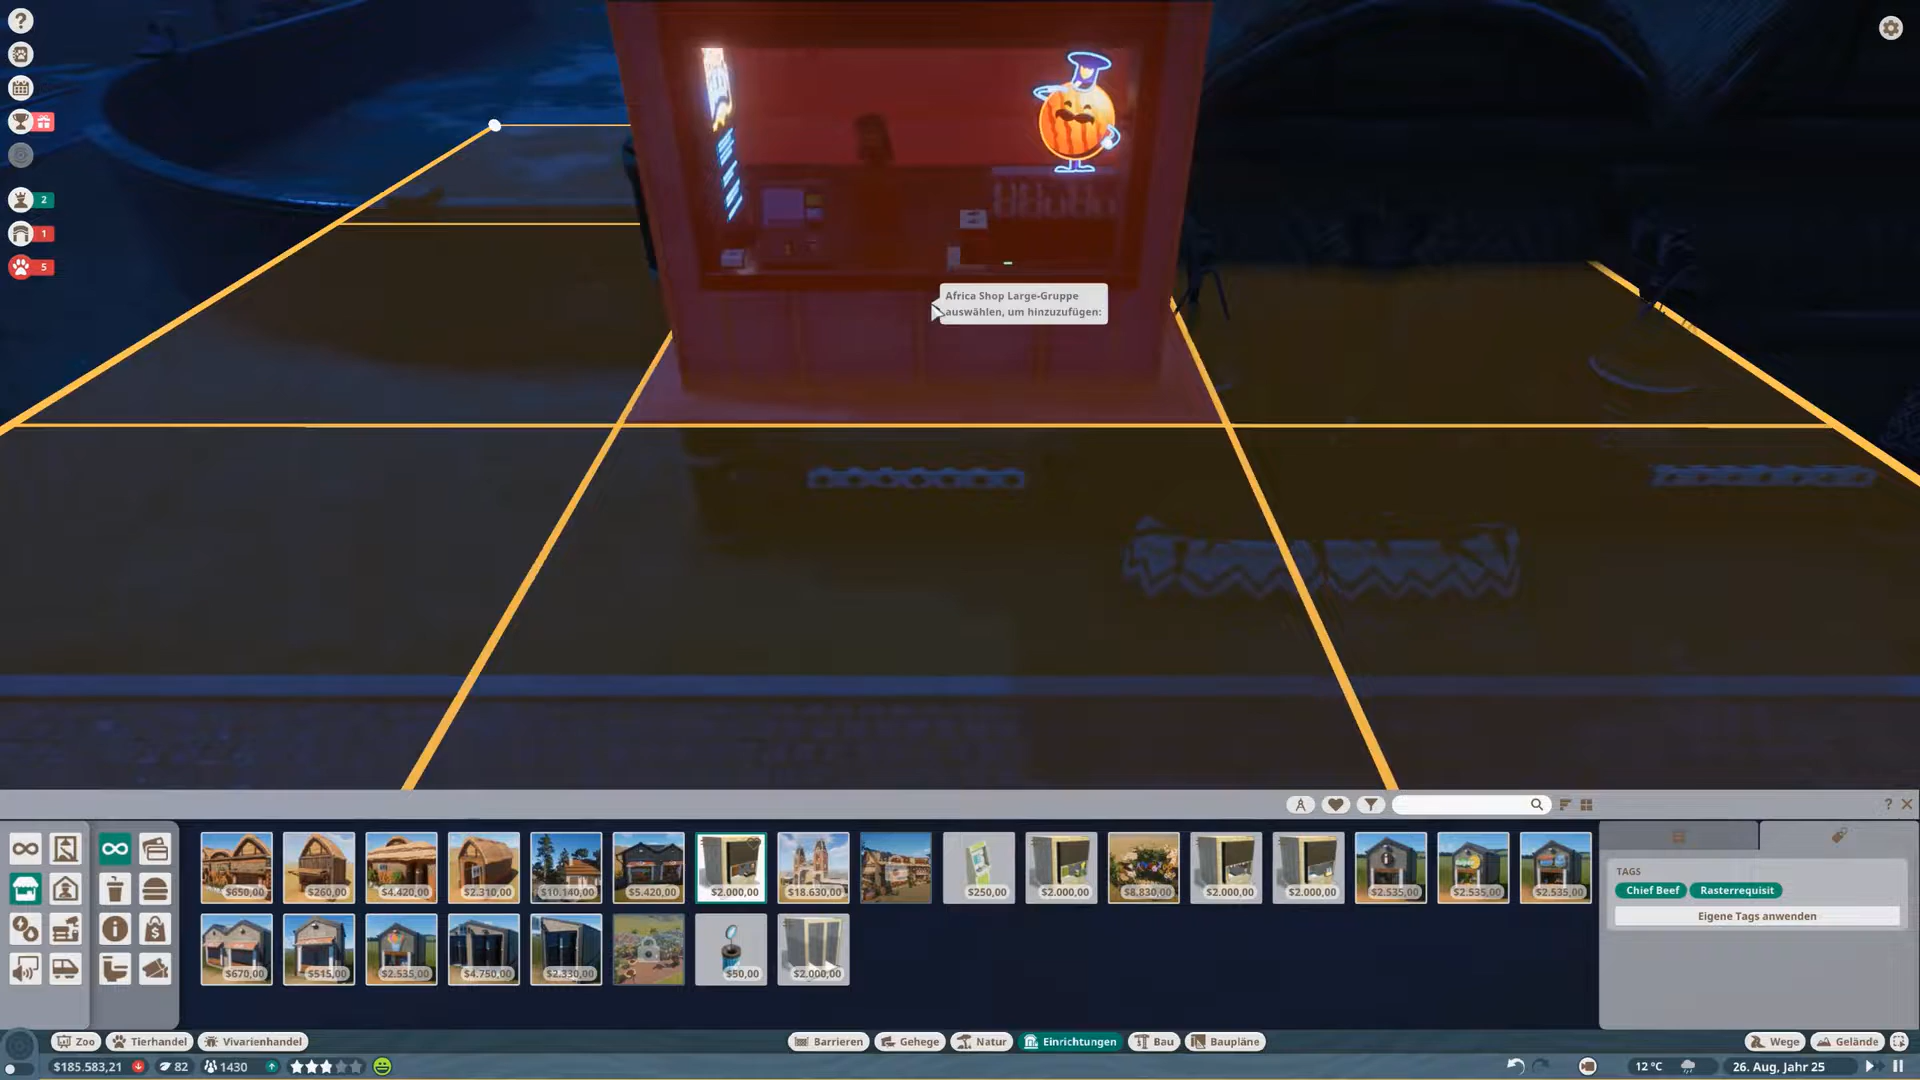 ?
2
1
5
Africa Shop Large-Gruppe
auswählen, um hinzuzufügen:
?
$650,00
$260,00
$4.420,00
$2.310,00
$10.140,00
$5.420,00
$2.000,00
$18.630,00
$250,00
$2.000,00
$8.830,00
$2.000,00
$2.000,00
$2.535,00
$2.535,00
$2.535,00
$670,00
$515,00
$2.535,00
$4.750,00
$2.330,00
$50,00
$2.000,00
TAGS
Chief Beef
Rasterrequisit
Eigene Tags anwenden
Zoo
Tierhandel
Vivarienhandel
Barrieren
Gehege
Natur
Einrichtungen
Bau
Baupläne
Wege
Gelände
$185.583,21
82
1430
12 °C
26. Aug, Jahr 25